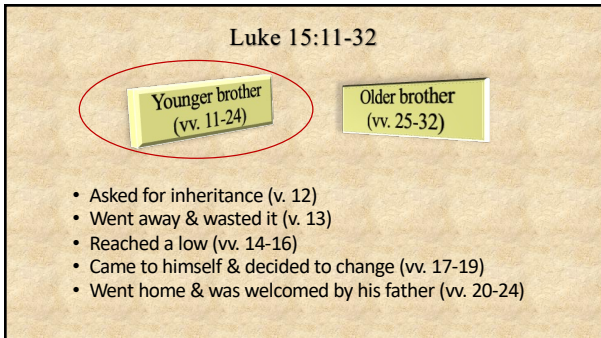 Luke 15:11-32
Younger brother
(vv. 11-24)
Older brother
(vv. 25-32)
• Asked for inheritance (v. 12)
• Went away & wasted it (v. 13)
• Reached a low (vv. 14-16)
• Came to himself & decided to change (vv. 17-19)
• Went home & was welcomed by his father (vv. 20-24)